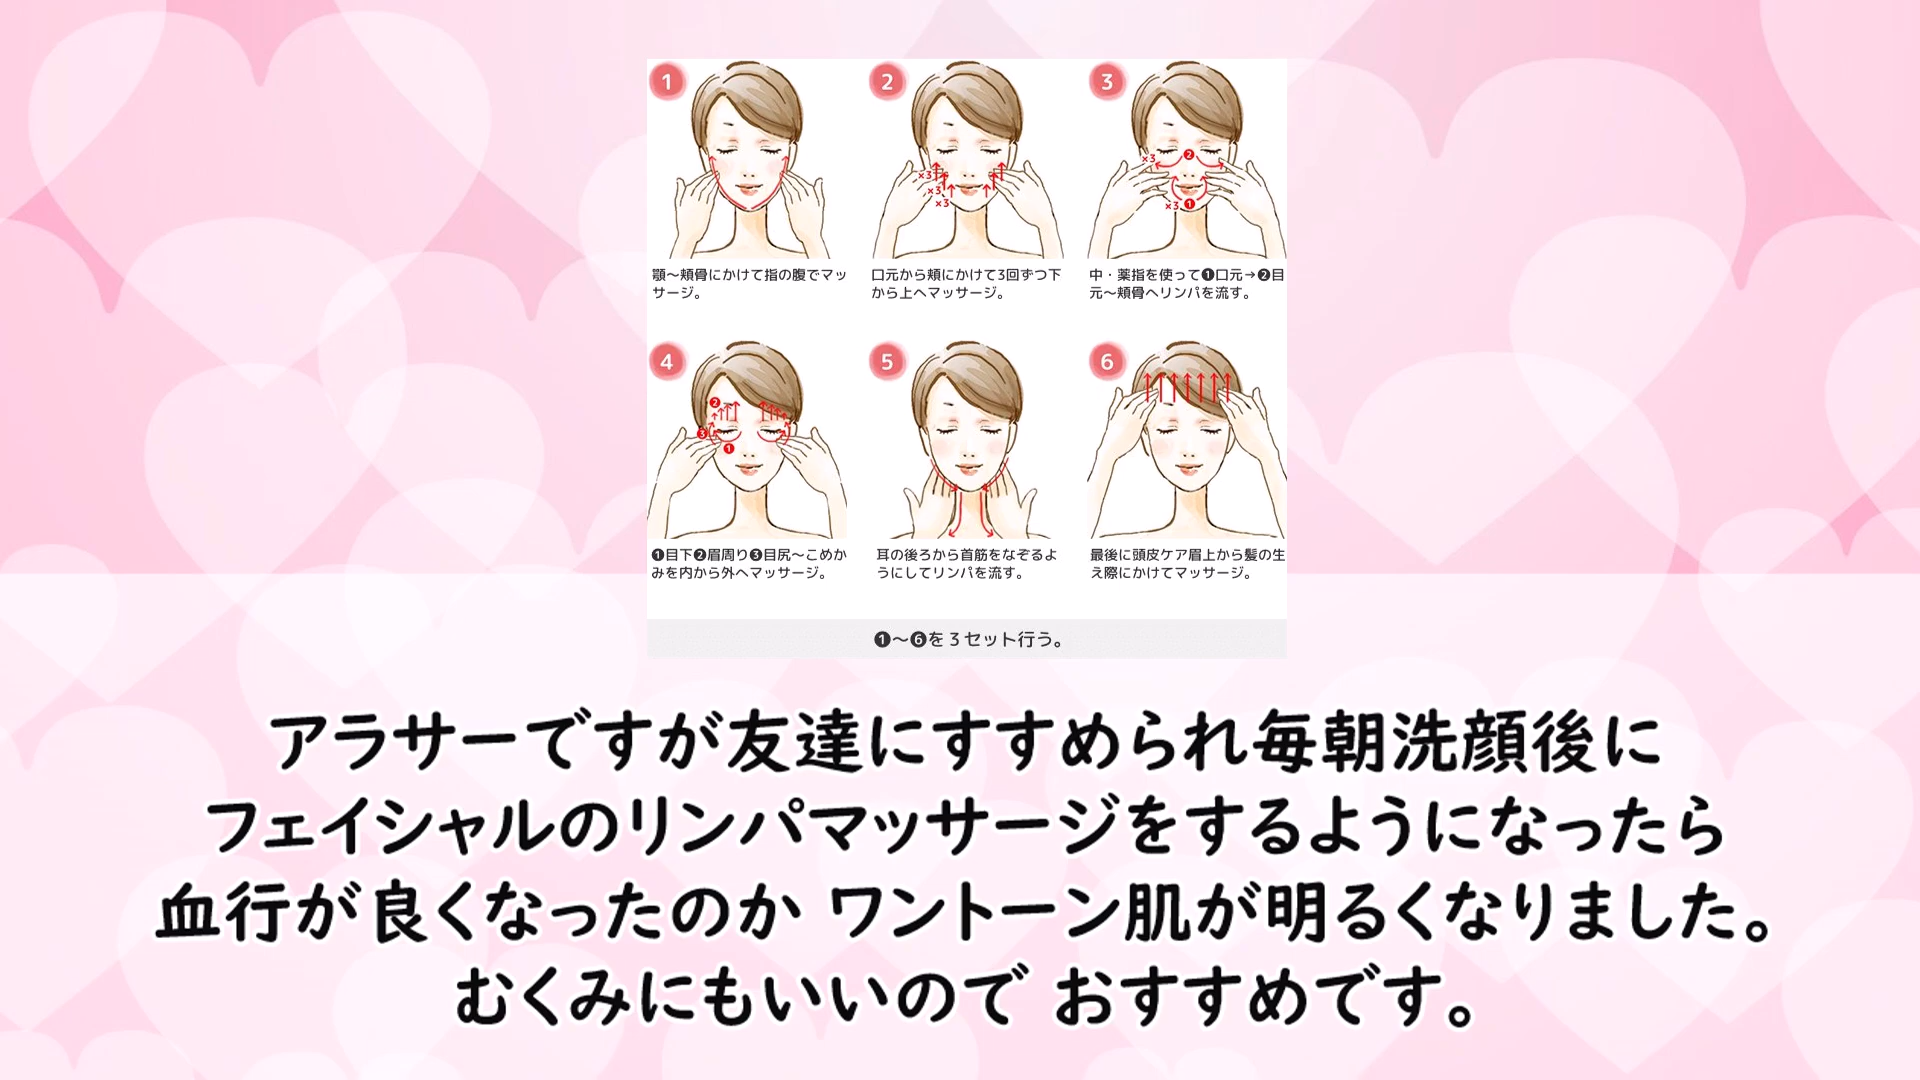 1
2
3
×3
×3
×3
×3
❷
×3
❶
顎〜頬骨にかけて指の腹でマッ
サージ。
口元から頬にかけて3回ずつ下
から上へマッサージ。
中・薬指を使って❶口元→❷目
元〜頬骨へリンパを流す。
4
5
6
❷
❸
❶
❶目下❷眉周り❸目尻〜こめか
みを内から外へマッサージ。
耳の後ろから首筋をなぞるよ
うにしてリンパを流す。
最後に頭皮ケア眉上から髪の生
え際にかけてマッサージ。
❶〜❻を３セット行う。
アラサーですが友達にすすめられ毎朝洗顔後に
フェイシャルのリンパマッサージをするようになったら
血行が良くなったのか ワントーン肌が明るくなりました。
むくみにもいいので おすすめです。